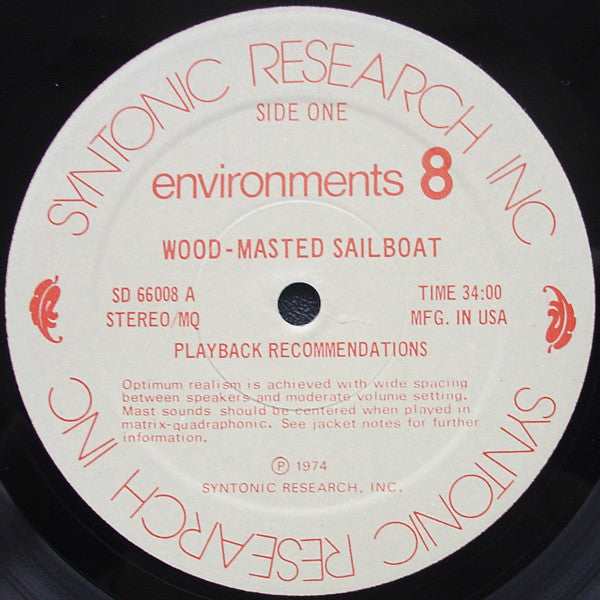 SYNTONIC RESEARCH INC
SIDE ONE
environments 8
WOOD-MASTED SAILBOAT
SD 66008 A
STEREO/MQ
TIME 34:00
MFG. IN USA
PLAYBACK RECOMMENDATIONS
Optimum realism is achieved with wide spacing
between speakers and moderate volume setting.
Mast sounds should be centered when played in
matrix-quadraphonic. See jacket notes for further
information.
Ⓟ 1974
SYNTONIC RESEARCH, INC.
SYNTONIC RESEARCH INC